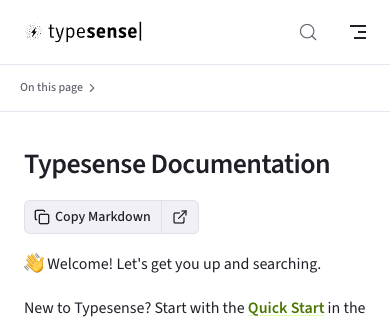 typesense|
On this page
Typesense Documentation
Copy Markdown
👋 Welcome! Let's get you up and searching.
New to Typesense? Start with the Quick Start in the